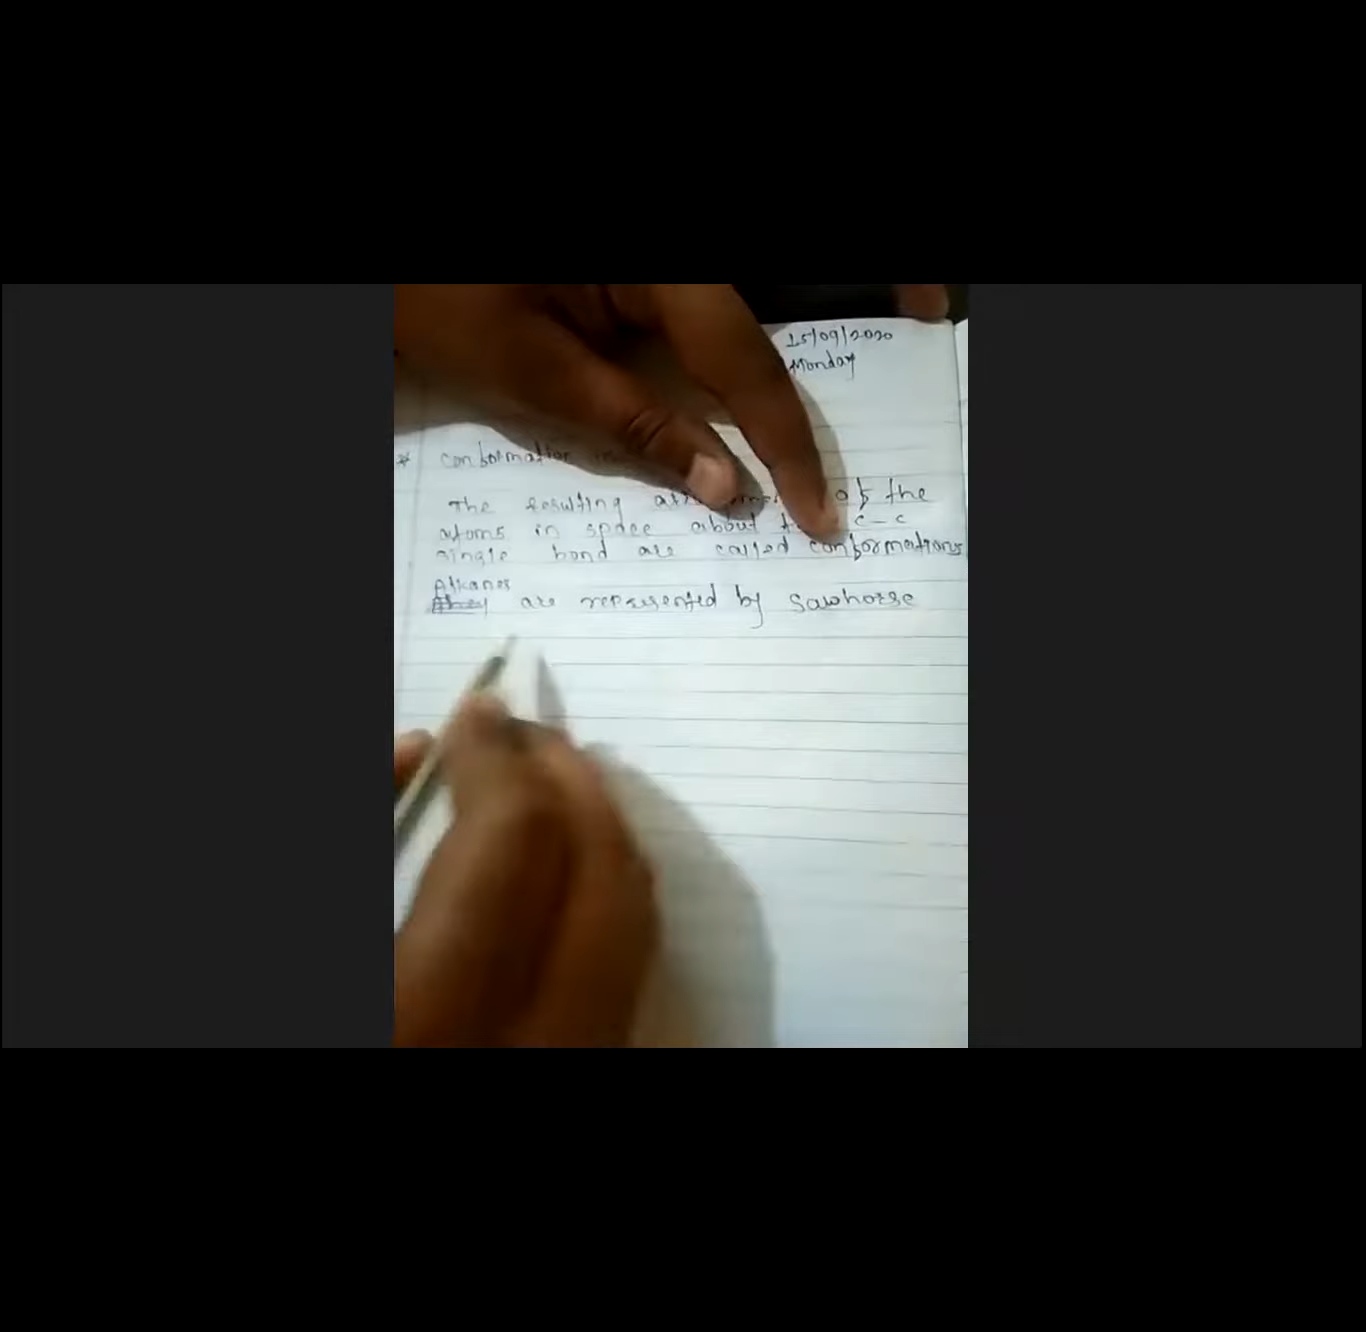 15/09/2020
Monday
* Conformation in
The resulting of the
atoms in space about C-C
single bond are called conformations
Alkanes
are represented by Sawhorse